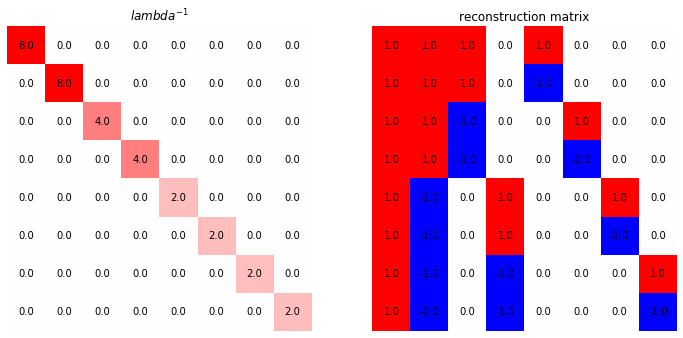 lambda⁻¹ reconstruction matrix
8.0 0.0 0.0 0.0 0.0 0.0 0.0 0.0 1.0 1.0 1.0 0.0 1.0 0.0 0.0 0.0
0.0 8.0 0.0 0.0 0.0 0.0 0.0 0.0 1.0 1.0 1.0 0.0 -1.0 0.0 0.0 0.0
0.0 0.0 4.0 0.0 0.0 0.0 0.0 0.0 1.0 1.0 -1.0 0.0 0.0 1.0 0.0 0.0
0.0 0.0 0.0 4.0 0.0 0.0 0.0 0.0 1.0 1.0 -1.0 0.0 0.0 -1.0 0.0 0.0
0.0 0.0 0.0 0.0 2.0 0.0 0.0 0.0 1.0 -1.0 0.0 1.0 0.0 0.0 1.0 0.0
0.0 0.0 0.0 0.0 0.0 2.0 0.0 0.0 1.0 -1.0 0.0 1.0 0.0 0.0 -1.0 0.0
0.0 0.0 0.0 0.0 0.0 0.0 2.0 0.0 1.0 -1.0 0.0 -1.0 0.0 0.0 0.0 1.0
0.0 0.0 0.0 0.0 0.0 0.0 0.0 2.0 1.0 -1.0 0.0 -1.0 0.0 0.0 0.0 -1.0